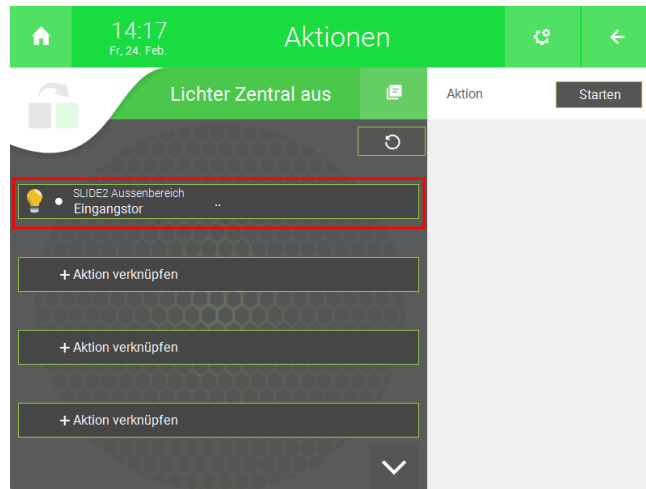 14:17
Fr, 24. Feb.
Aktionen
Lichter Zentral aus
Aktion
Starten
SLIDE2 Aussenbereich
Eingangstor
..
+ Aktion verknüpfen
+ Aktion verknüpfen
+ Aktion verknüpfen